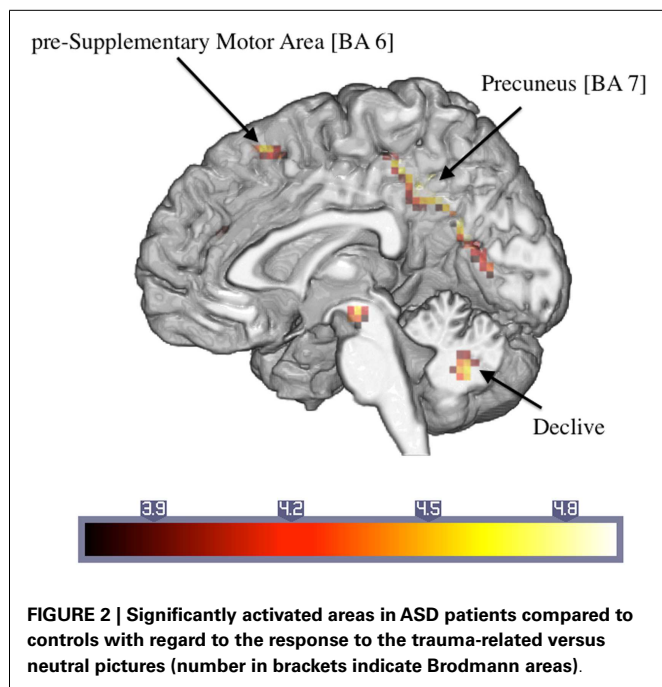 pre-Supplementary Motor Area [BA 6]
Precuneus [BA 7]
Declive
3.9 4.2 4.5 4.8
FIGURE 2 | Significantly activated areas in ASD patients compared to
controls with regard to the response to the trauma-related versus
neutral pictures (number in brackets indicate Brodmann areas).